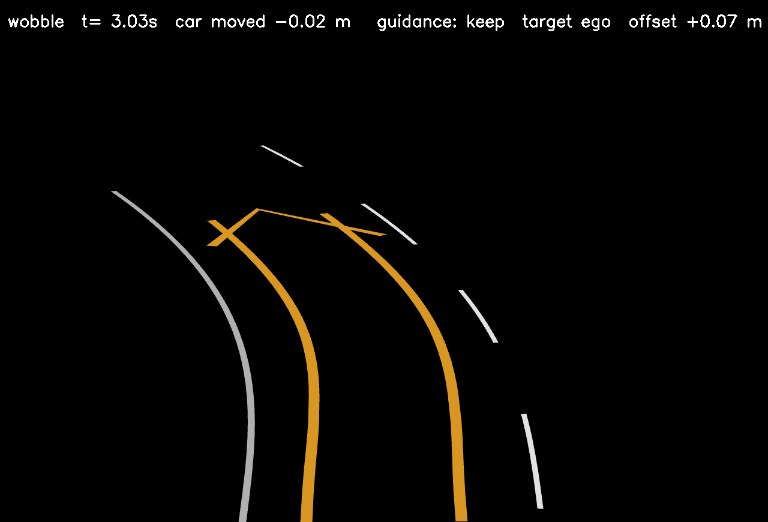 wobble t= 3.03s car moved −0.02 m guidance: keep target ego offset +0.07 m